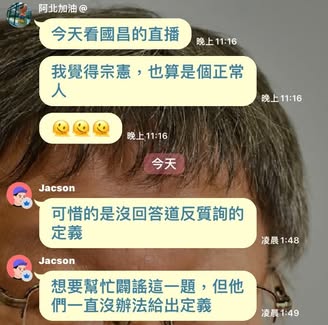 阿北加油@
今天看國昌的直播
晚上 11:16
我覺得宗憲，也算是個正常
人
晚上 11:16
🫠🫠🫠
晚上 11:16
今天
Jacson
可惜的是沒回答道反質詢的
定義
凌晨 1:48
Jacson
想要幫忙闢謠這一題，但他
們一直沒辦法給出定義
凌晨 1:49